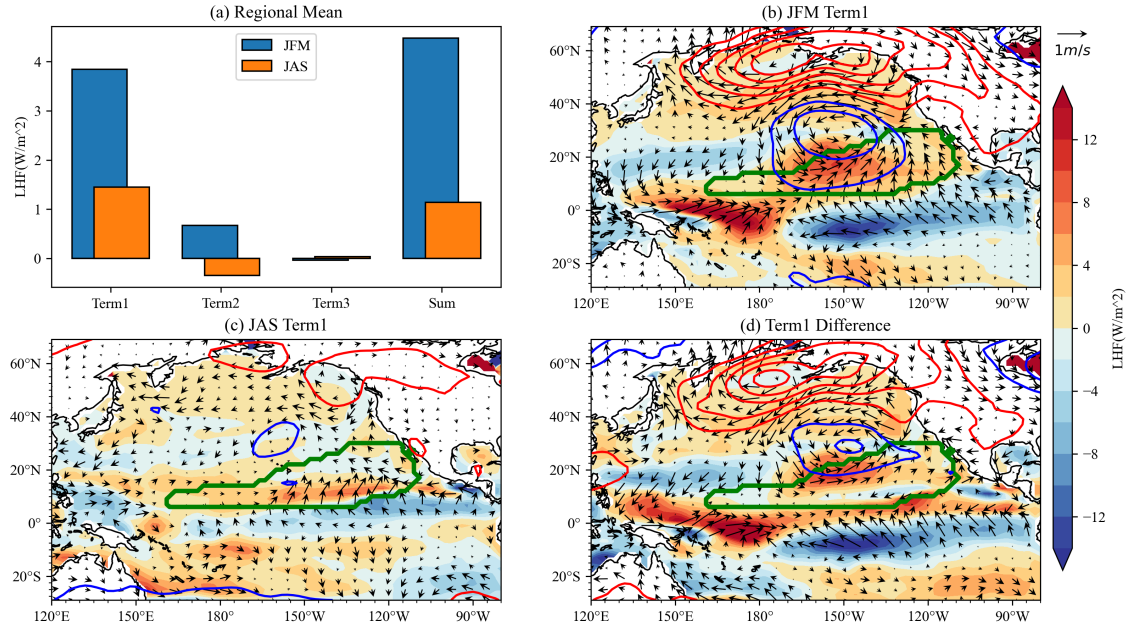 (a) Regional Mean
LHF(W/m^2)
4
3
2
1
0
JFM
JAS
Term1 Term2 Term3 Sum
(b) JFM Term1
60°N
40°N
20°N
0°
20°S
120°E 150°E 180° 150°W 120°W 90°W
1m/s
12
8
4
0
−4
−8
−12
LHF(W/m^2)
(c) JAS Term1
60°N
40°N
20°N
0°
20°S
120°E 150°E 180° 150°W 120°W 90°W
(d) Term1 Difference
60°N
40°N
20°N
0°
20°S
120°E 150°E 180° 150°W 120°W 90°W